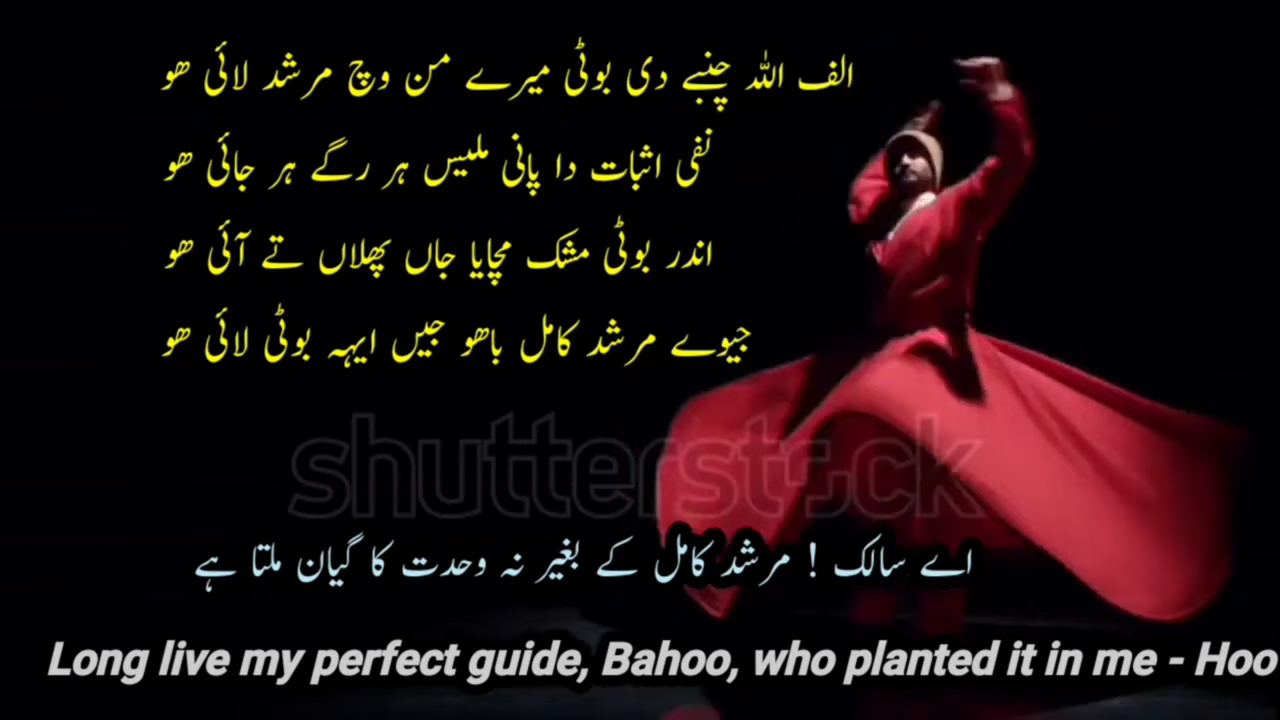 الف اللہ چنبے دی بوٹی میرے من وچ مرشد لائی ھو
نفی اثبات دا پانی ملیس ہر رگے ہر جائی ھو
اندر بوٹی مشک مچایا جاں پھلاں تے آئی ھو
جیوے مرشد کامل باھو جیں ایہہ بوٹی لائی ھو
shutterstock
اے سالک ! مرشد کامل کے بغیر نہ وحدت کا گیان ملتا ہے
Long live my perfect guide, Bahoo, who planted it in me - Hoo